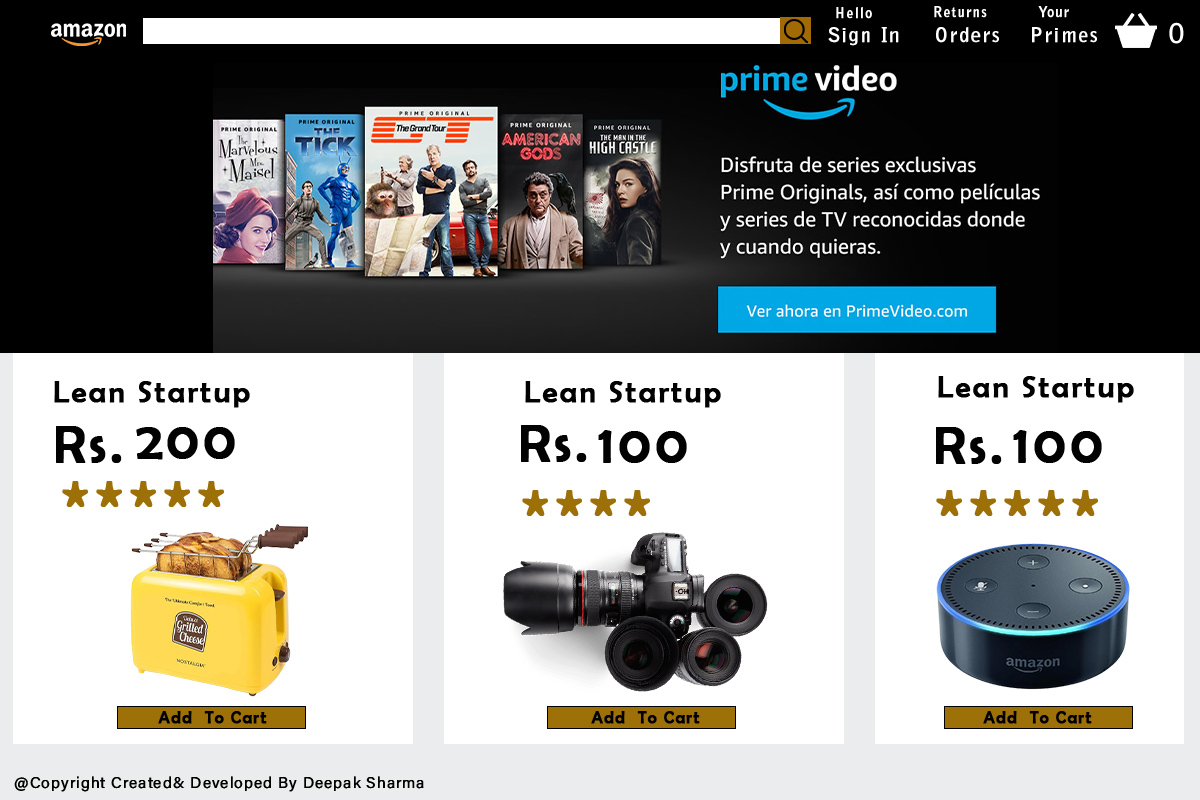 amazon
Hello
Sign In
Returns
Orders
Your
Primes
0
prime video
PRIME ORIGINAL
The Marvelous Mrs. Maisel
PRIME ORIGINAL
THE TICK
PRIME ORIGINAL
The Grand Tour
PRIME ORIGINAL
AMERICAN GODS
PRIME ORIGINAL
THE MAN IN THE HIGH CASTLE
Disfruta de series exclusivas
Prime Originals, así como películas
y series de TV reconocidas donde
y cuando quieras.
Ver ahora en PrimeVideo.com
Lean Startup
Rs. 200
The Ultimate Comfort Food
Grilled
Cheese
NOSTALGIA
Add To Cart
Lean Startup
Rs. 100
Add To Cart
Lean Startup
Rs. 100
amazon
Add To Cart
@Copyright Created& Developed By Deepak Sharma